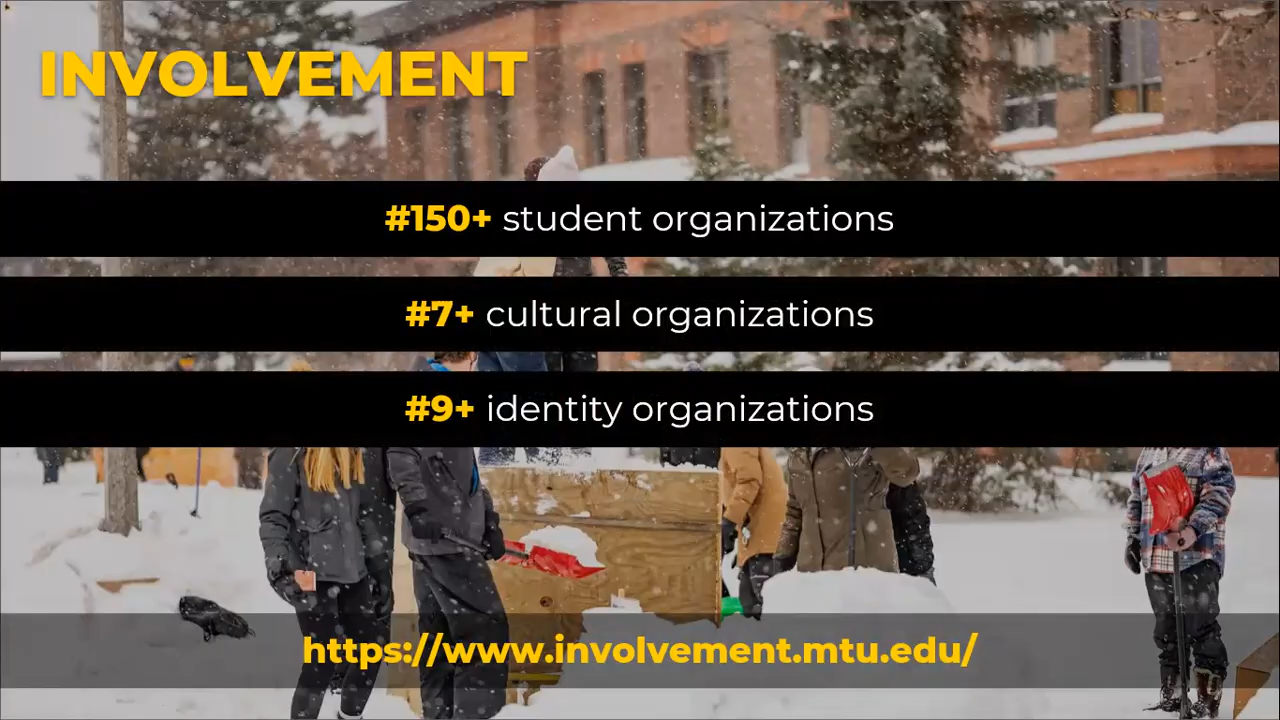 INVOLVEMENT
#150+ student organizations
#7+ cultural organizations
#9+ identity organizations
https://www.involvement.mtu.edu/